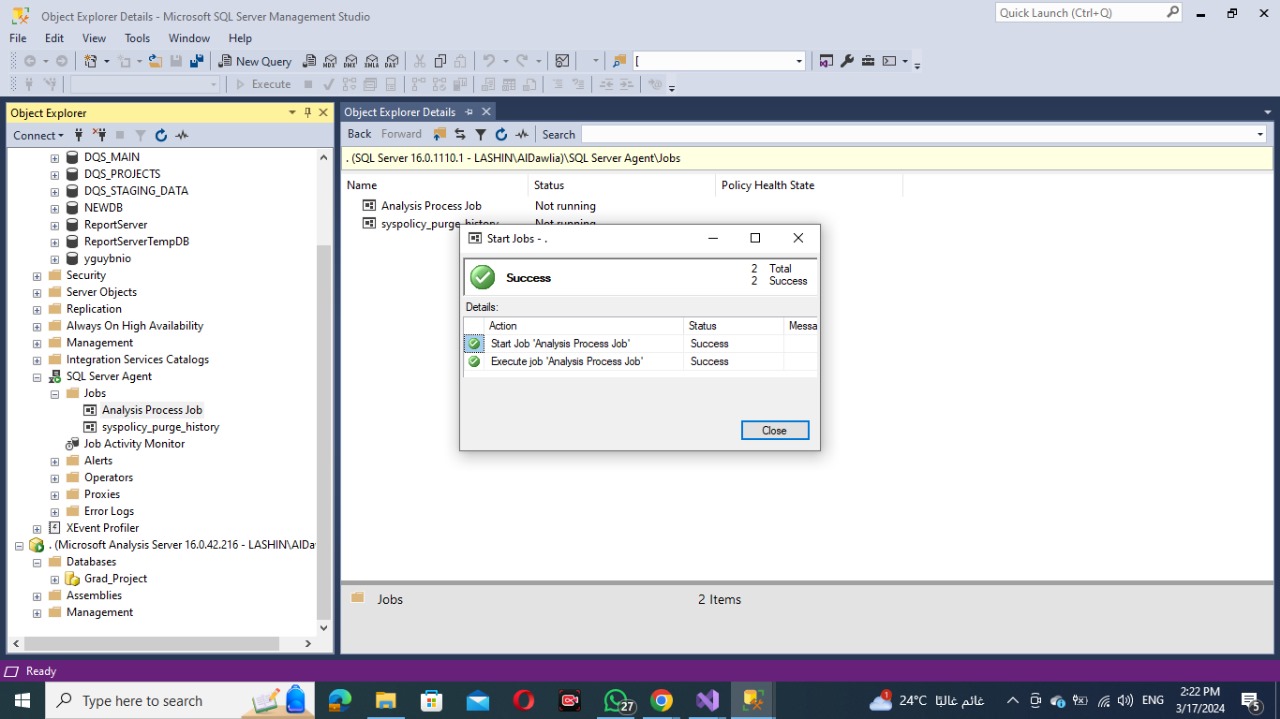 Object Explorer Details - Microsoft SQL Server Management Studio
Quick Launch (Ctrl+Q)
File Edit View Tools Window Help
New Query MDX DMX XMLA DAX [
Execute
Object Explorer
Object Explorer Details
Connect
Back Forward Search
DQS_MAIN
DQS_PROJECTS
DQS_STAGING_DATA
NEWDB
ReportServer
ReportServerTempDB
yguybnio
Security
Server Objects
Replication
Always On High Availability
Management
Integration Services Catalogs
SQL Server Agent
Jobs
Analysis Process Job
syspolicy_purge_history
Job Activity Monitor
Alerts
Operators
Proxies
Error Logs
XEvent Profiler
. (Microsoft Analysis Server 16.0.42.216 - LASHIN\AlDa
Databases
Grad_Project
Assemblies
Management
. (SQL Server 16.0.1110.1 - LASHIN\AlDawlia)\SQL Server Agent\Jobs
Name Status Policy Health State
Analysis Process Job Not running
syspolicy_purge_history Not running
Start Jobs - .
Success
2 Total
2 Success
Details:
Action Status Messa
Start Job 'Analysis Process Job' Success
Execute job 'Analysis Process Job' Success
Close
Jobs 2 Items
Ready
Type here to search
27
1
24°C غائم غالبًا
ENG
2:22 PM
3/17/2024
5